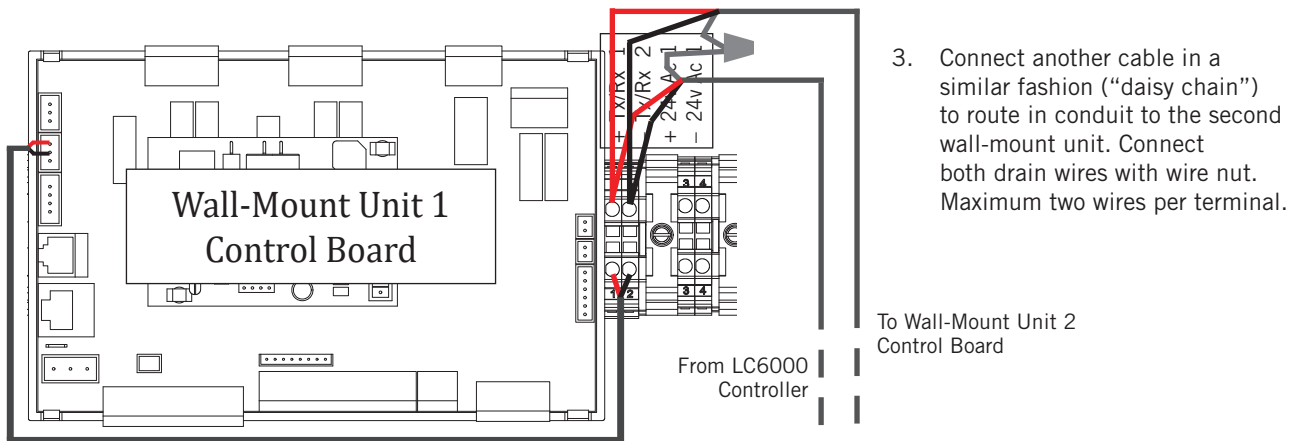 Wall-Mount Unit 1
Control Board
+ Tx/Rx 1
- Tx/Rx 2
+ 24v Ac 1
- 24v Ac 1
3 4
3 4
1 2
From LC6000
Controller
To Wall-Mount Unit 2
Control Board
3. Connect another cable in a
similar fashion (“daisy chain”)
to route in conduit to the second
wall-mount unit. Connect
both drain wires with wire nut.
Maximum two wires per terminal.